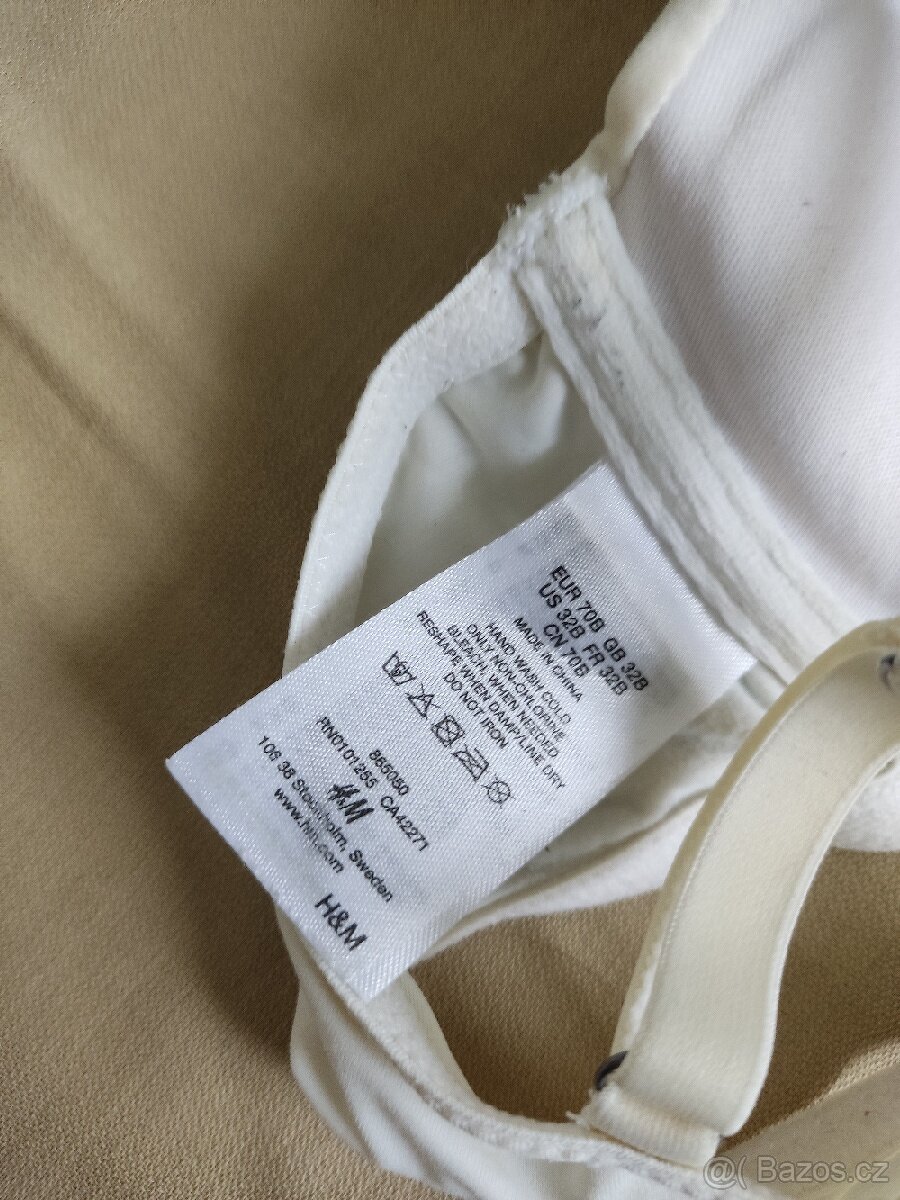 EUR 70B GB 32B
US 32B FR 32B
CN 70B
MADE IN CHINA
HAND WASH COLD
ONLY NON-CHLORINE
BLEACH, WHEN NEEDED
RESHAPE WHEN DAMP/LINE DRY
DO NOT IRON
865050
RN0101255 CA42271
H&M
106 38 Stockholm, Sweden
www.hm.com
H&M
@( Bazos.cz